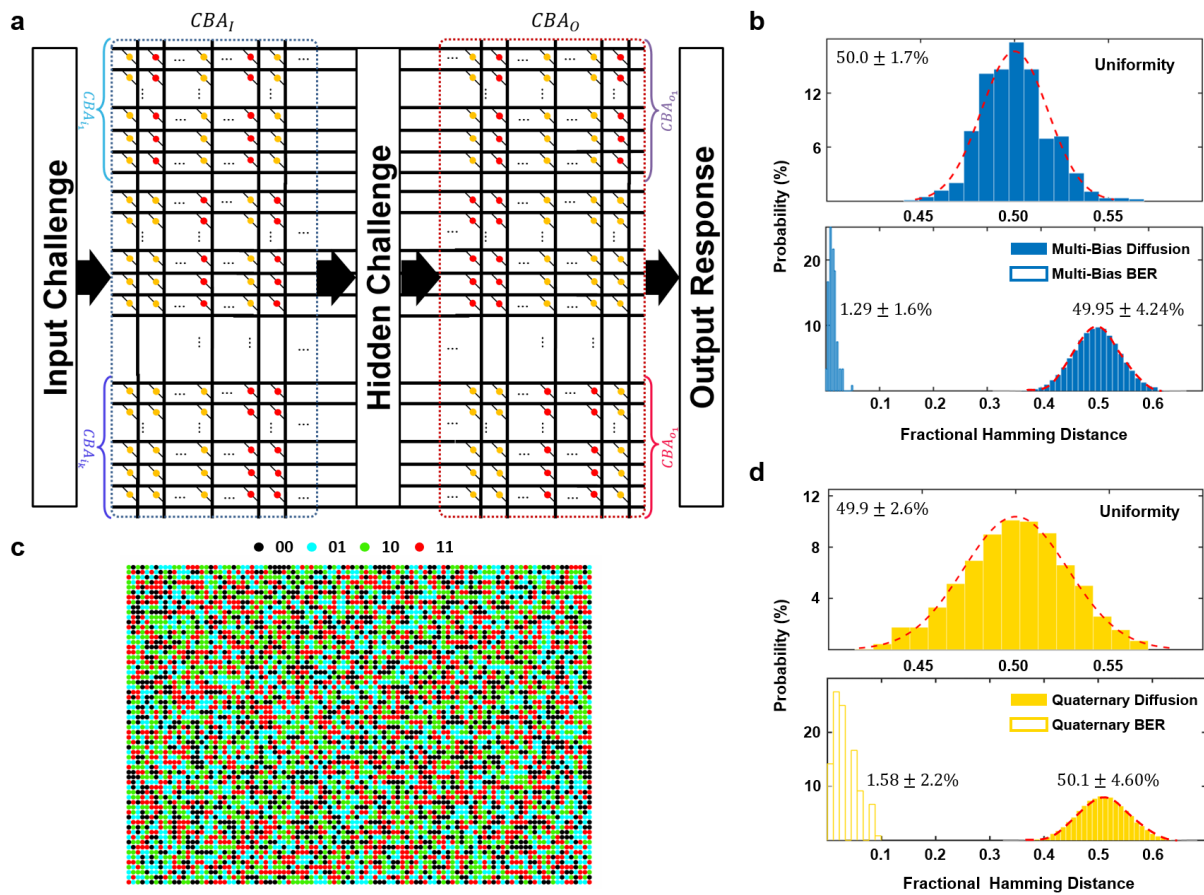 a
CBA_I
CBA_O
Input Challenge
CBA_{i_1}
CBA_{i_k}
Hidden Challenge
CBA_{o_1}
CBA_{o_1}
Output Response
b
50.0 ± 1.7%
Uniformity
12
6
0.45 0.50 0.55
Probability (%)
20
10
Multi-Bias Diffusion
Multi-Bias BER
1.29 ± 1.6%
49.95 ± 4.24%
0.1 0.2 0.3 0.4 0.5 0.6
Fractional Hamming Distance
c
00 01 10 11
d
12
8
4
49.9 ± 2.6%
Uniformity
0.45 0.50 0.55
Probability (%)
20
10
Quaternary Diffusion
Quaternary BER
1.58 ± 2.2%
50.1 ± 4.60%
0.1 0.2 0.3 0.4 0.5 0.6
Fractional Hamming Distance